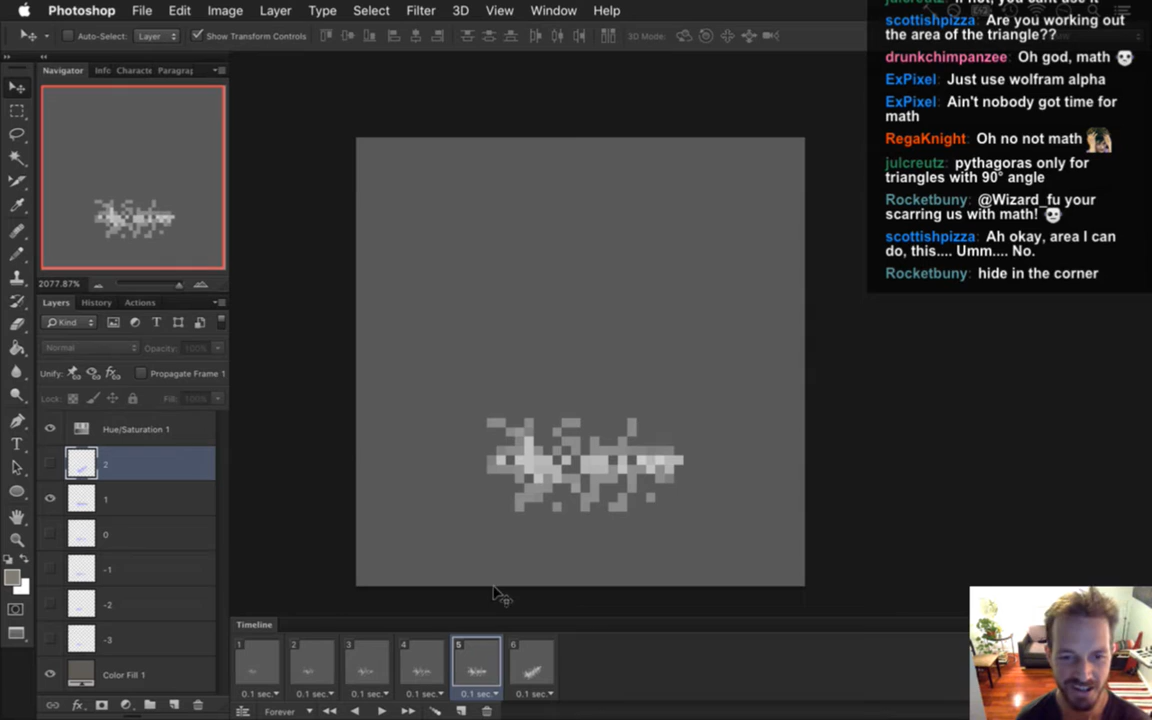 Photoshop File Edit Image Layer Type Select Filter 3D View Window Help
Auto-Select: Layer Show Transform Controls 3D Mode:
Navigator Info Characte Paragraj
2077.87%
Layers History Actions
Kind
Normal Opacity: 100%
Unify: Propagate Frame 1
Lock: Fill: 100%
Hue/Saturation 1
2
1
0
-1
-2
-3
Color Fill 1
Timeline
1 2 3 4 5 6
0.1 sec. 0.1 sec. 0.1 sec. 0.1 sec. 0.1 sec. 0.1 sec.
Forever
scottishpizza: Are you working out
the area of the triangle??
drunkchimpanzee: Oh god, math
ExPixel: Just use wolfram alpha
ExPixel: Ain't nobody got time for
math
RegaKnight: Oh no not math
julcreutz: pythagoras only for
triangles with 90° angle
Rocketbuny: @Wizard_fu your
scarring us with math!
scottishpizza: Ah okay, area I can
do, this.... Umm.... No.
Rocketbuny: hide in the corner